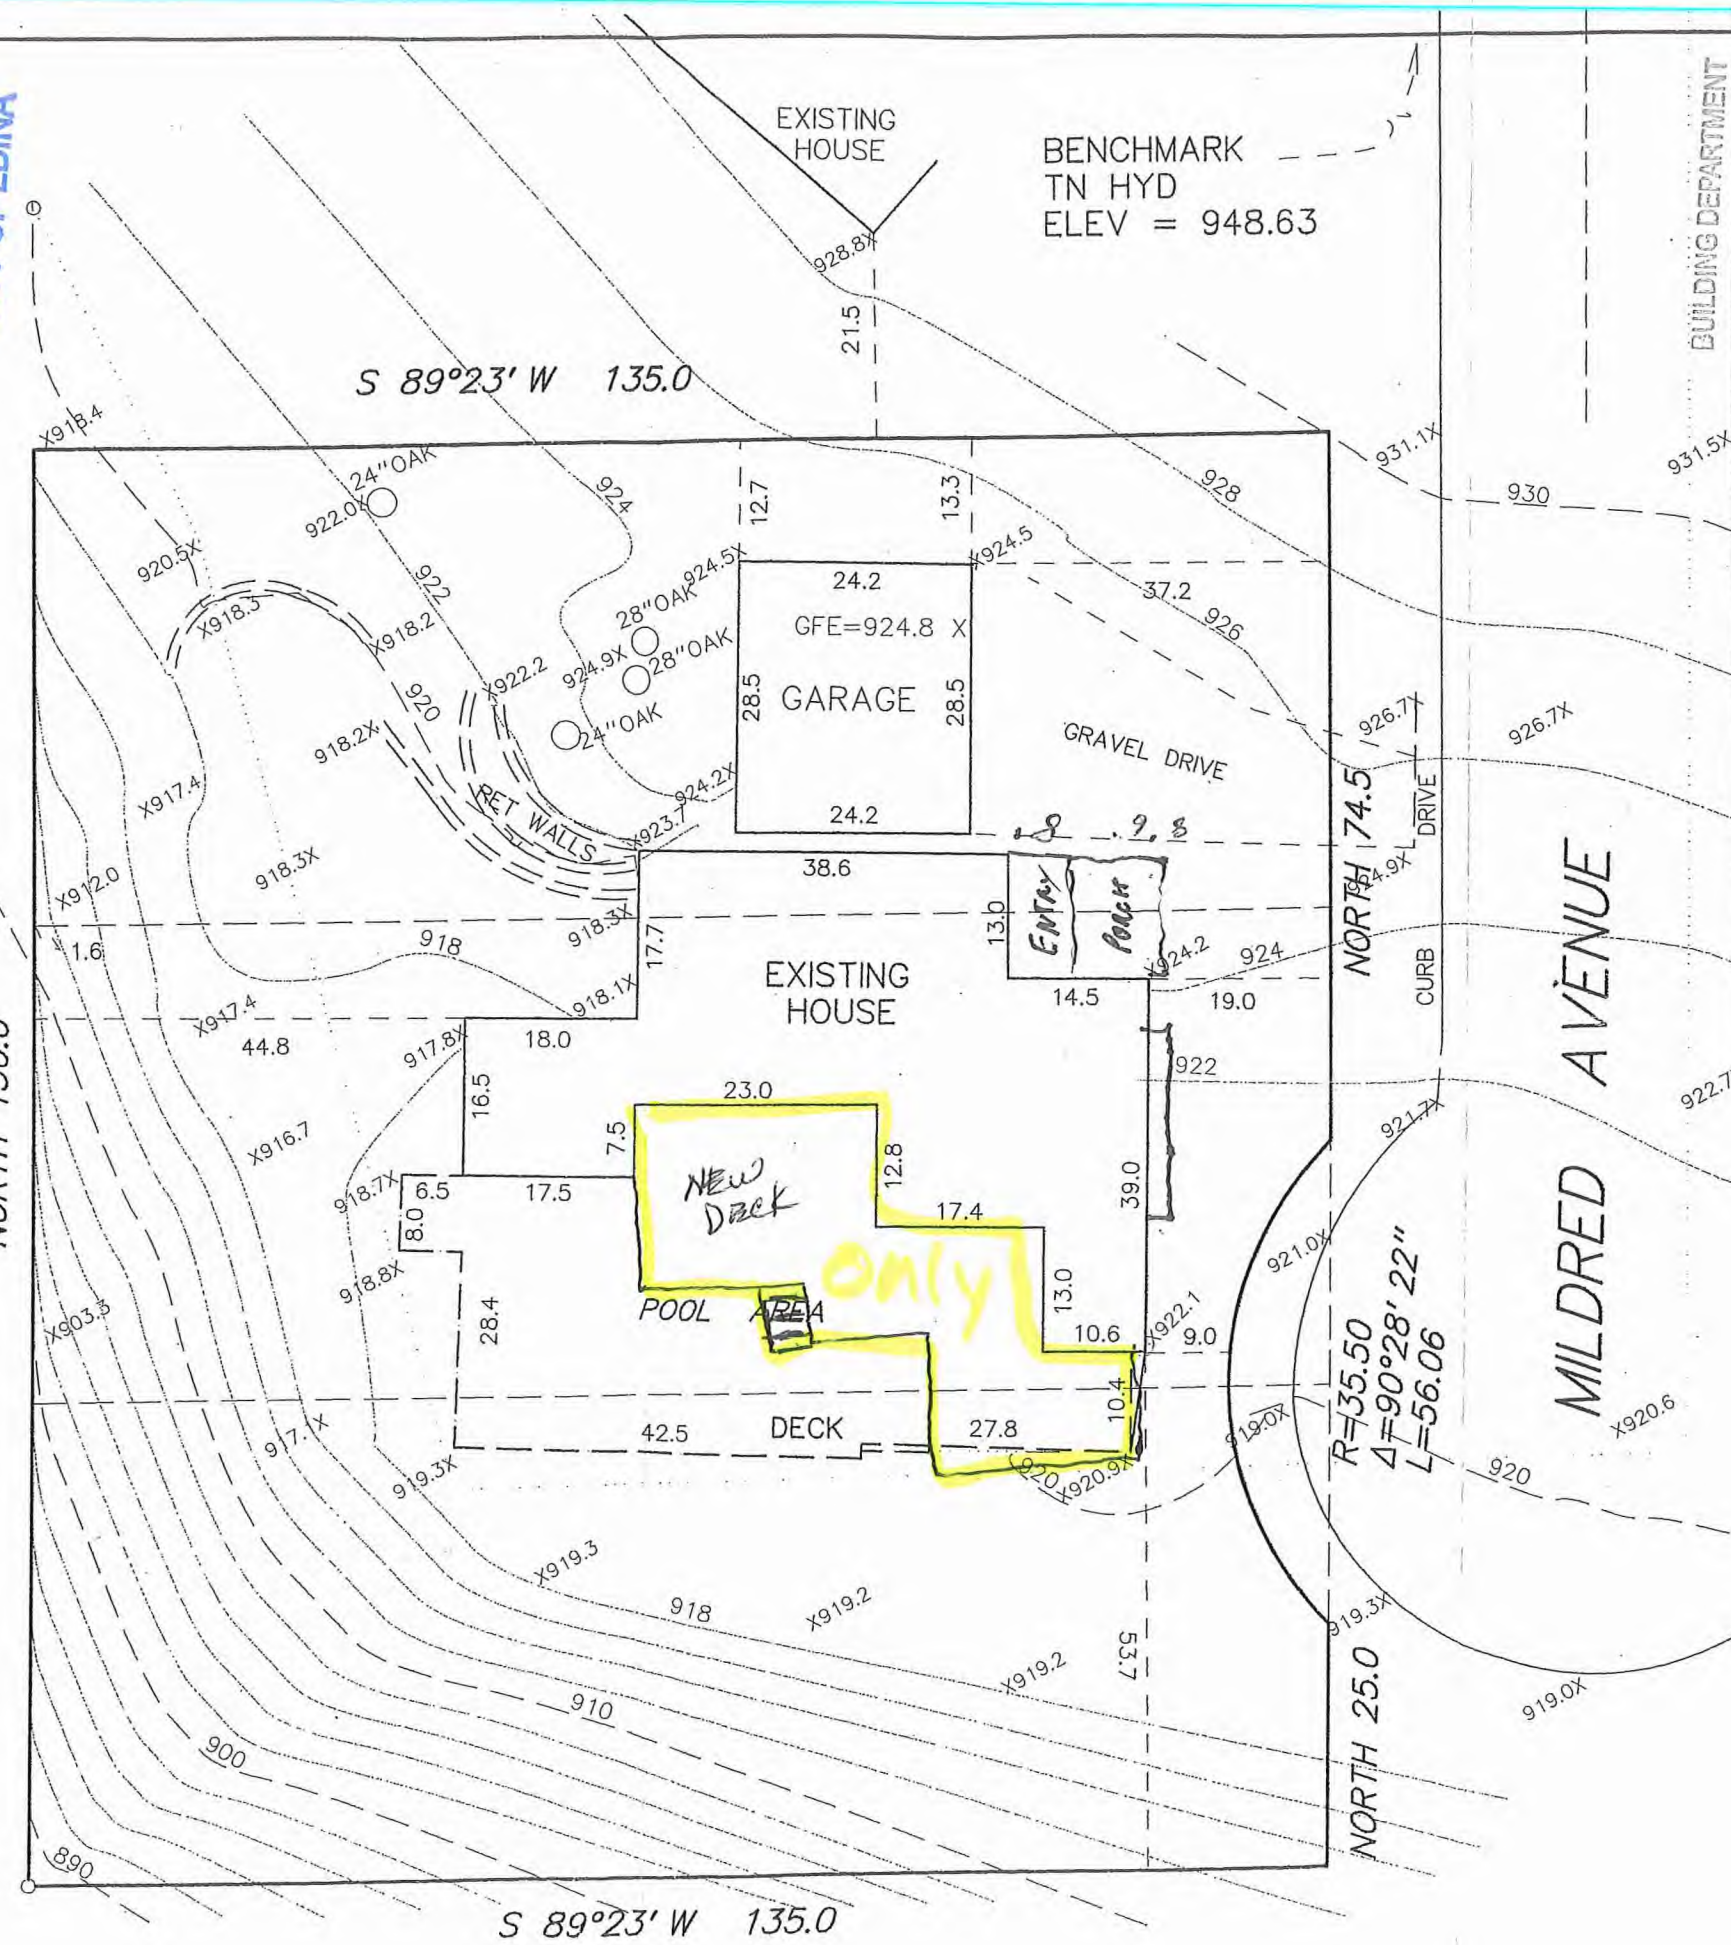 EDINA
BUILDING DEPARTMENT
EXISTING
HOUSE
BENCHMARK
TN HYD
ELEV = 948.63
928.8X
21.5
S 89°23' W 135.0
X918.4
24"OAK
922.0X
924
12.7
13.3
928
931.1X
931.5X
930
920.5X
922
924.5X
X924.5
24.2
37.2
X918.3
X918.2
28"OAK
GFE=924.8 X
926
X922.2
924.9X
28"OAK
920
28.5
GARAGE
28.5
918.2X
24"OAK
GRAVEL DRIVE
926.7X
926.7X
X917.4
RET WALLS
924.2X
NORTH 74.5
DRIVE
X923.7
24.2
.8 .9.8
918.3X
38.6
X912.0
13.0
ENTRY
PORCH
MILDRED AVENUE
1.6
918
918.3X
17.7
X924.2
924
CURB
EXISTING
HOUSE
14.5
19.0
X917.4
918.1X
44.8
917.8X
18.0
922
16.5
23.0
921.7X
X916.7
7.5
NEW
DECK
12.8
39.0
918.7X
6.5
17.5
8.0
17.4
918.8X
Only
921.0X
X903.3
28.4
POOL AREA
13.0
10.6
X922.1
9.0
R=135.50
Δ=90°28' 22"
L=56.06
10.4
917.1X
42.5
DECK
27.8
919.0X
X920.6
919.3X
920
X920.9X
920
X919.3
918
X919.2
919.3X
53.7
X919.2
919.0X
910
NORTH 25.0
900
890
S 89°23' W 135.0